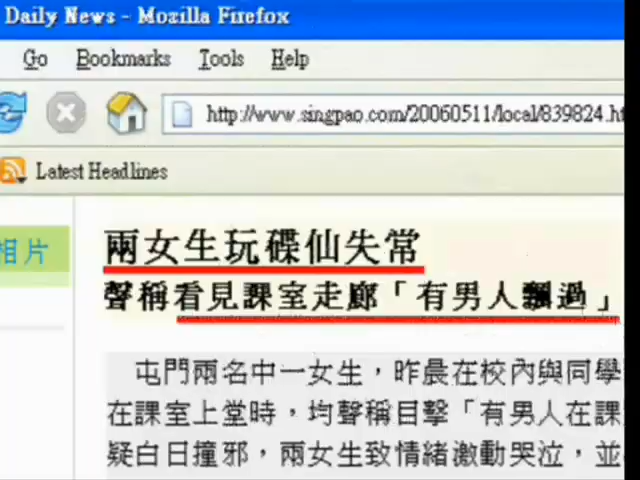 Daily News - Mozilla Firefox
Go Bookmarks Tools Help
http://www.singpao.com/20060511/local/839824.h
Latest Headlines
相片
兩女生玩碟仙失常
聲稱看見課室走廊「有男人飄過」
屯門兩名中一女生，昨晨在校內與同學
在課室上堂時，均聲稱目擊「有男人在課
疑白日撞邪，兩女生致情緒激動哭泣，並